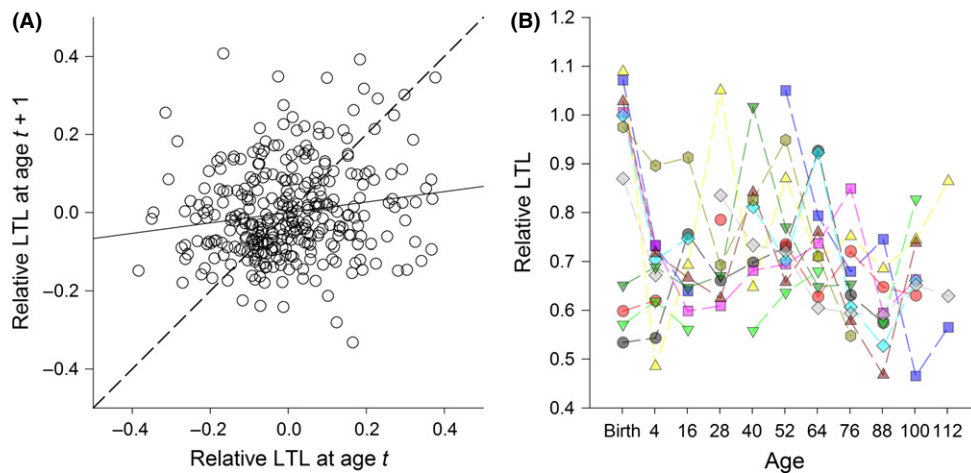 (A)
0.4
0.2
0.0
−0.2
−0.4
Relative LTL at age t + 1
−0.4 −0.2 0.0 0.2 0.4
Relative LTL at age t
(B)
1.2
1.1
1.0
0.9
0.8
0.7
0.6
0.5
0.4
Relative LTL
Birth 4 16 28 40 52 64 76 88 100 112
Age